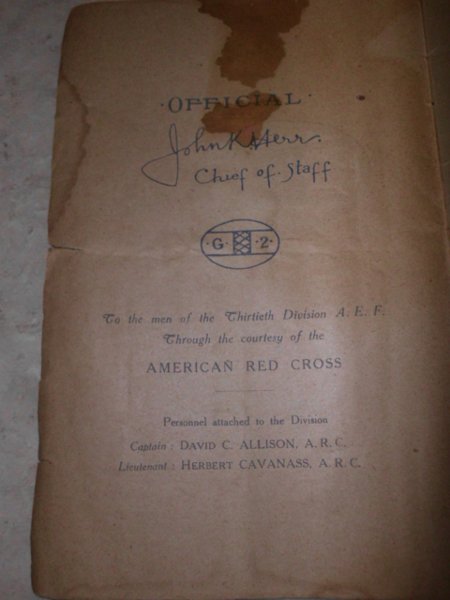 ·OFFICIAL·
John K Herr.
Chief of. Staff
·G· ·2·
To the men of the Thirtieth Division A. E. F.
Through the courtesy of the
AMERICAN RED CROSS
Personnel attached to the Division
Captain : DAVID C. ALLISON, A. R. C.
Lieutenant : HERBERT CAVANASS, A. R. C.